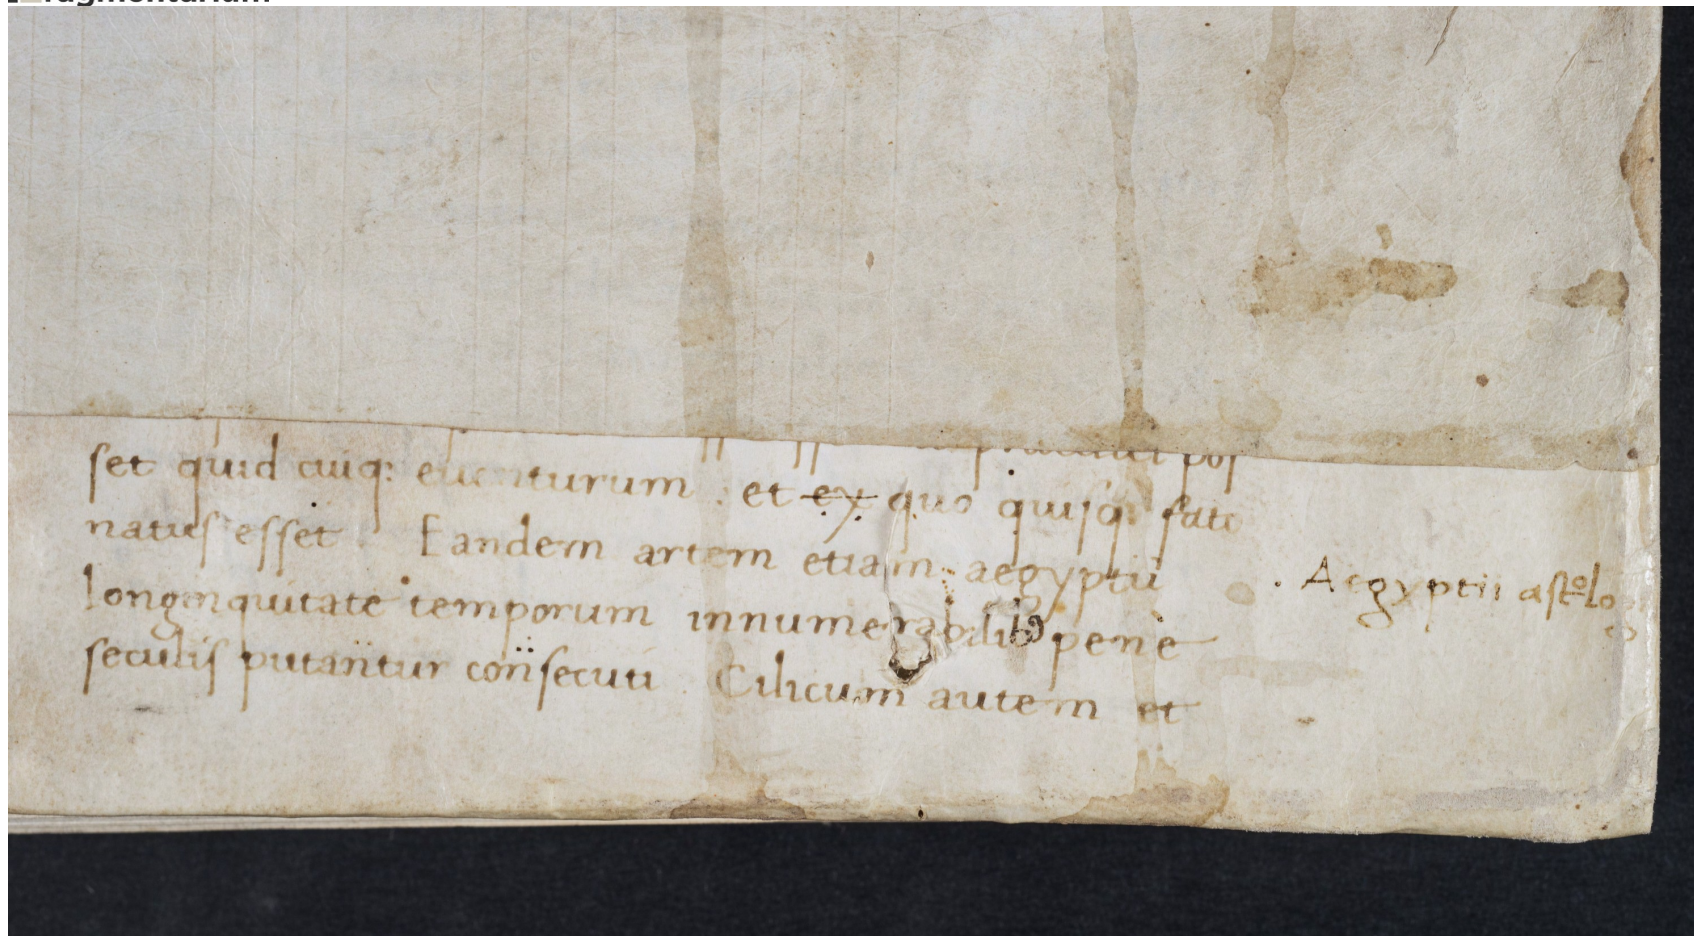 set quid cuiq: euenturum . et ex quo quisq: fato
natus esset . Eandem artem etiam aegyptii
longinquitate temporum innumerabilib; pene
seculis putantur consecuti . Cilicum autem et
. Aegyptii astolog